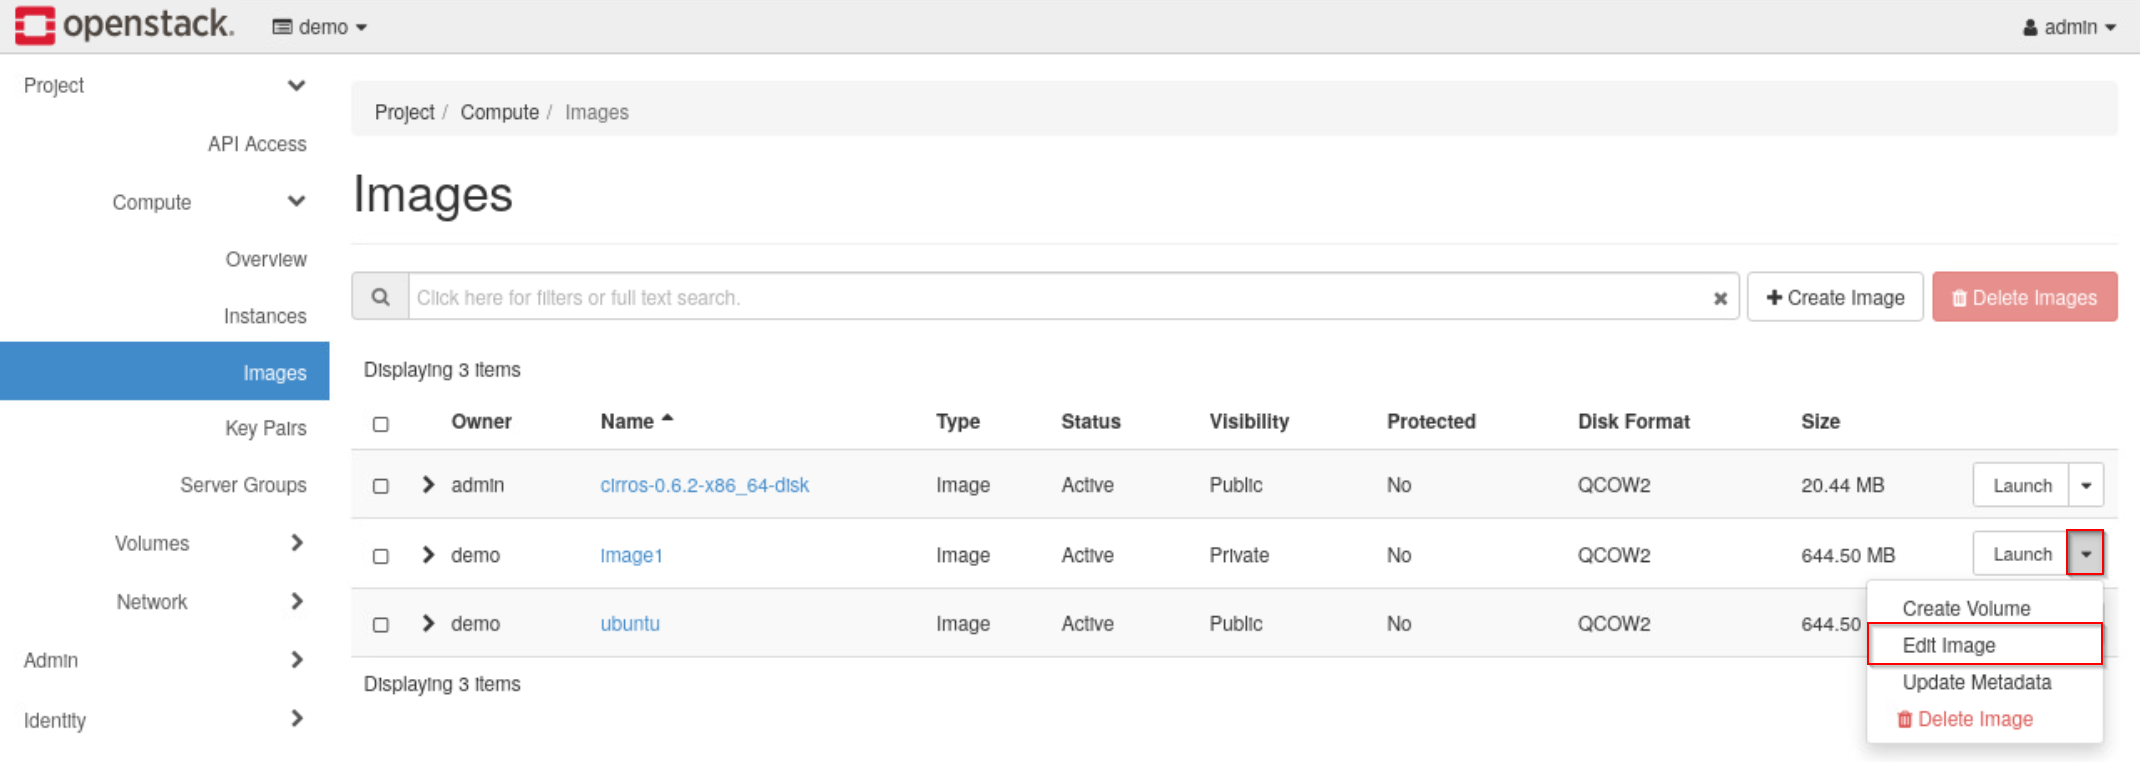 openstack. demo admin
Project
Project / Compute / Images
API Access
Images
Compute
Overview
Click here for filters or full text search. Create Image Delete Images
Instances
Images
Displaying 3 items
Key Pairs
Owner Name Type Status Visibility Protected Disk Format Size
Server Groups
admin cirros-0.6.2-x86_64-disk Image Active Public No QCOW2 20.44 MB Launch
Volumes
demo image1 Image Active Private No QCOW2 644.50 MB Launch
Network
Create Volume
demo ubuntu Image Active Public No QCOW2 644.50
Edit Image
Admin
Displaying 3 items
Update Metadata
Identity
Delete Image